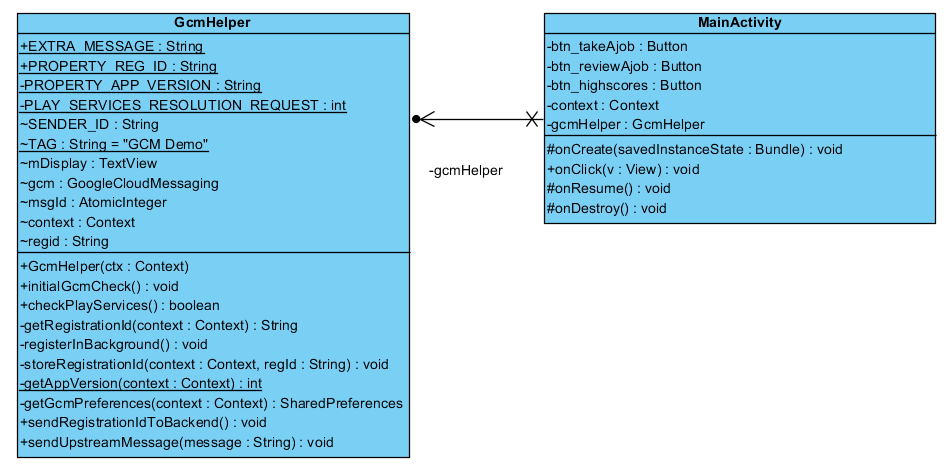 GcmHelper
+EXTRA_MESSAGE : String
+PROPERTY_REG_ID : String
-PROPERTY_APP_VERSION : String
-PLAY_SERVICES_RESOLUTION_REQUEST : int
~SENDER_ID : String
~TAG : String = "GCM Demo"
~mDisplay : TextView
~gcm : GoogleCloudMessaging
~msgId : AtomicInteger
~context : Context
~regid : String
+GcmHelper(ctx : Context)
+initialGcmCheck() : void
+checkPlayServices() : boolean
-getRegistrationId(context : Context) : String
-registerInBackground() : void
-storeRegistrationId(context : Context, regId : String) : void
-getAppVersion(context : Context) : int
-getGcmPreferences(context : Context) : SharedPreferences
+sendRegistrationIdToBackend() : void
+sendUpstreamMessage(message : String) : void
-gcmHelper
MainActivity
-btn_takeAjob : Button
-btn_reviewAjob : Button
-btn_highscores : Button
-context : Context
-gcmHelper : GcmHelper
#onCreate(savedInstanceState : Bundle) : void
+onClick(v : View) : void
#onResume() : void
#onDestroy() : void